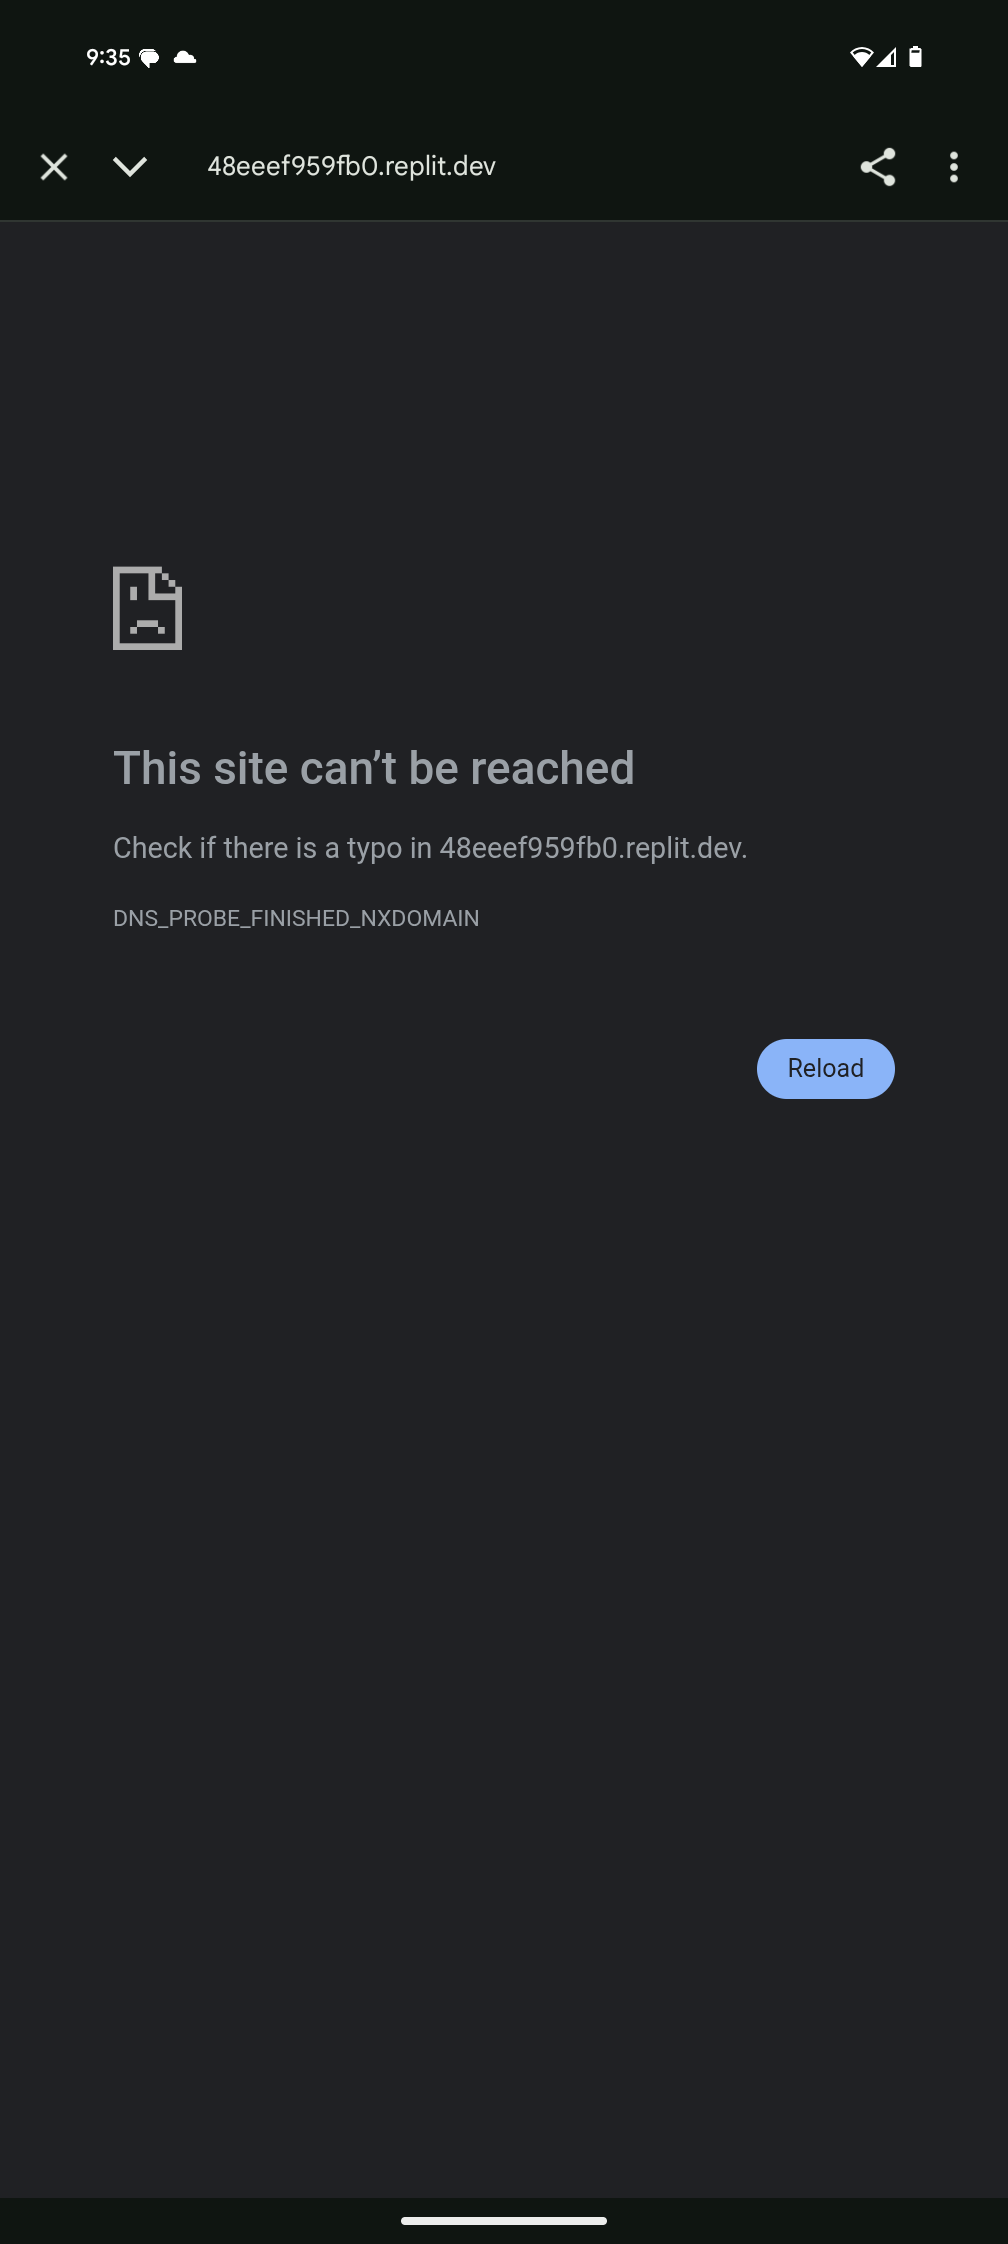 9:35
48eeef959fb0.replit.dev
This site can’t be reached
Check if there is a typo in 48eeef959fb0.replit.dev.
DNS_PROBE_FINISHED_NXDOMAIN
Reload